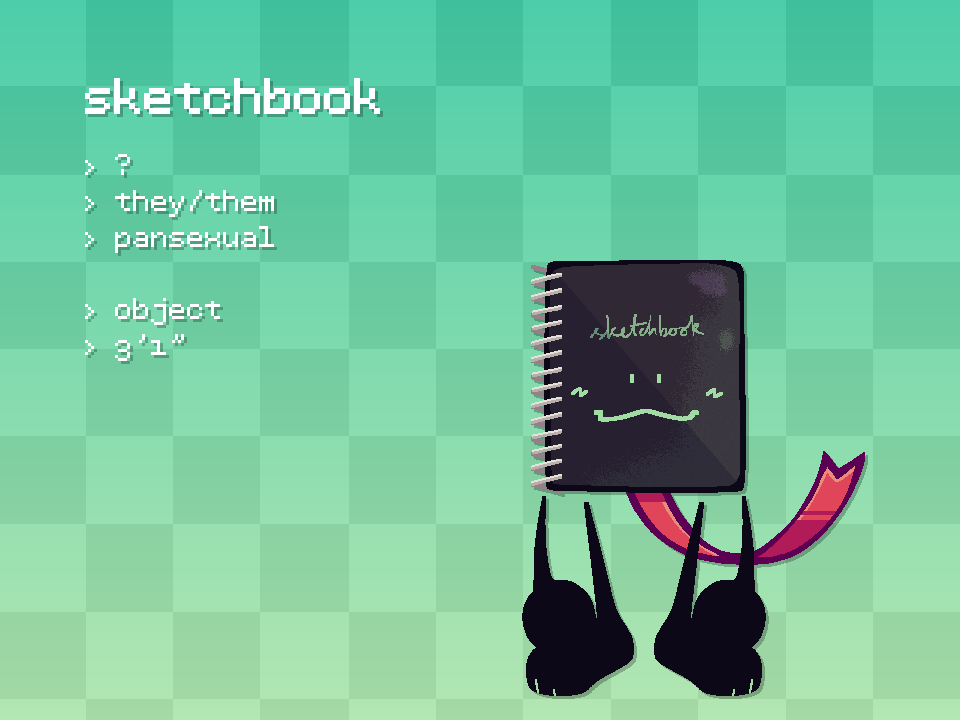 sketchbook
> ?
> they/them
> pansexual
> object
> 3'1"
sketchbook